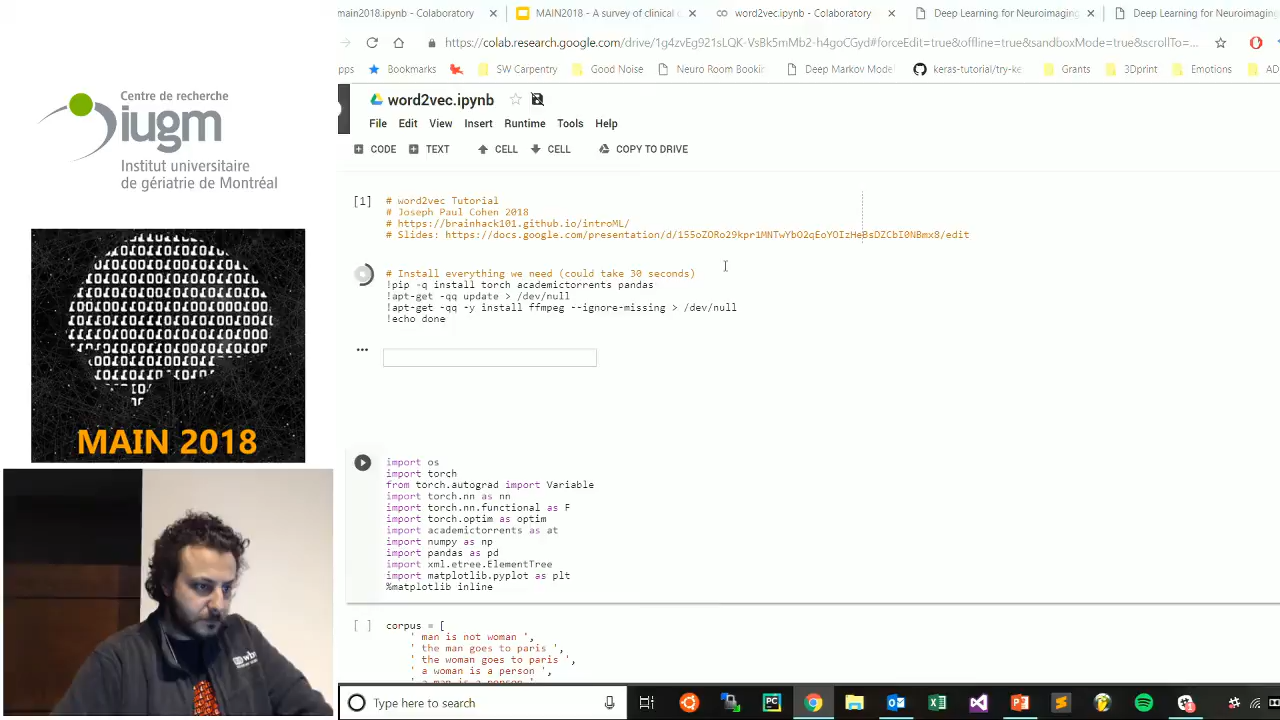 main2018.ipynb - Colaboratory
MAIN2018 - A survey of clinical c
word2vec.ipynb - Colaboratory
Deep Learning for Neuroimaging
Deep Learning for Neuroimaging
https://colab.research.google.com/drive/1g4zvEg921sLQK-VsBk5mMb2-h4goCGyd#forceEdit=true&offline=true&sandboxMode=true&scrollTo=...
pps
Bookmarks
SW Carpentry
Good Noise
Neuro Room Bookin
Deep Markov Mode
keras-tutorial/try-ke
Grants
3Dprint
Emotions
AD
Centre de recherche
iugm
Institut universitaire
de gériatrie de Montréal
MAIN 2018
word2vec.ipynb
File Edit View Insert Runtime Tools Help
CODE TEXT CELL CELL COPY TO DRIVE
[1] # word2vec Tutorial
# Joseph Paul Cohen 2018
# https://brainhack101.github.io/introML/
# Slides: https://docs.google.com/presentation/d/155oZORo29kpr1MNTwYbO2qEoYOIzHeBsDZCbI0NBmx8/edit
# Install everything we need (could take 30 seconds)
!pip -q install torch academictorrents pandas
!apt-get -qq update > /dev/null
!apt-get -qq -y install ffmpeg --ignore-missing > /dev/null
!echo done
import os
import torch
from torch.autograd import Variable
import torch.nn as nn
import torch.nn.functional as F
import torch.optim as optim
import academictorrents as at
import numpy as np
import pandas as pd
import xml.etree.ElementTree
import matplotlib.pyplot as plt
%matplotlib inline
[ ] corpus = [
' man is not woman ',
' the man goes to paris ',
' the woman goes to paris ',
' a woman is a person ',
' a man is a person ',
Type here to search